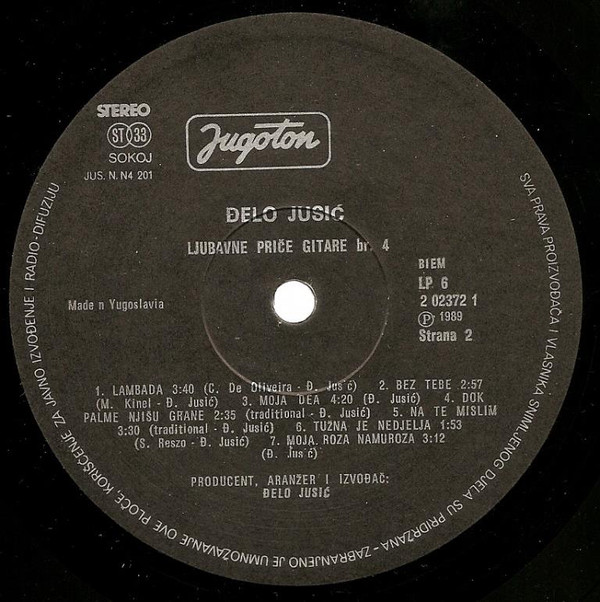 STEREO
ST 33
SOKOJ
JUS. N. N4 201
Jugoton
ĐELO JUSIĆ
LJUBAVNE PRIČE GITARE br. 4
BIEM
LP 6
2 02372 1
Ⓟ 1989
Strana 2
Made n Yugoslavia
1. LAMBADA 3:40 (C. De Oliveira - Đ. Jusić) 2. BEZ TEBE 2:57
(M. Kinel - Đ. Jusić) 3. MOJA DEA 4:20 (Đ. Jusić) 4. DOK
PALME NJIŠU GRANE 2:35 (traditional - Đ. Jusić) 5. NA TE MISLIM
3:30 (traditional - Đ. Jusić) 6. TUŽNA JE NEDJELJA 1:53
(S. Reszo - Đ. Jusić) 7. MOJA ROZA NAMUROZA 3:12
(Đ. Jusić)
PRODUCENT, ARANŽER I IZVOĐAČ:
ĐELO JUSIĆ
SVA PRAVA PROIZVOĐAČA I VLASNIKA SNIMLJENOG DJELA SU PRIDRŽANA - ZABRANJENO JE UMNOŽAVANJE OVE PLOČE, KORIŠĆENJE ZA JAVNO IZVOĐENJE I RADIO-DIFUZIJU